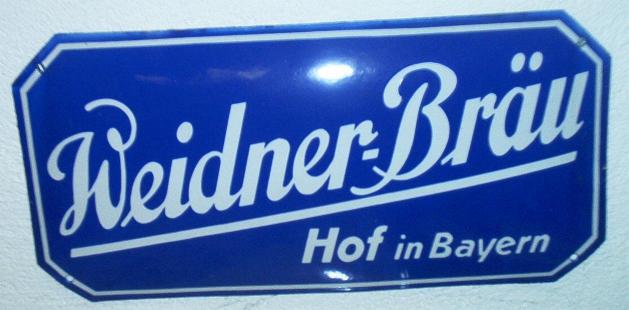 Weidner-Bräu
Hof in Bayern